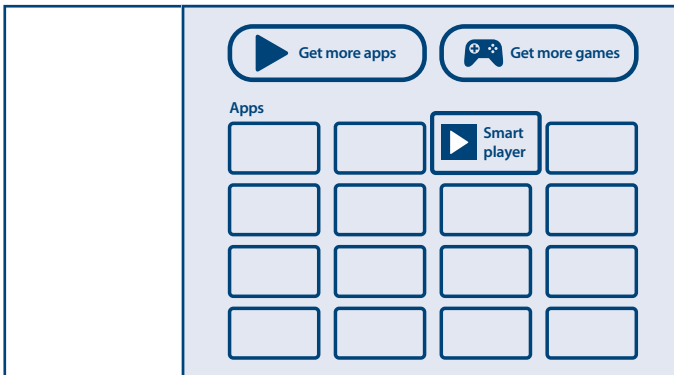 Get more apps
Get more games
Apps
Smart
player